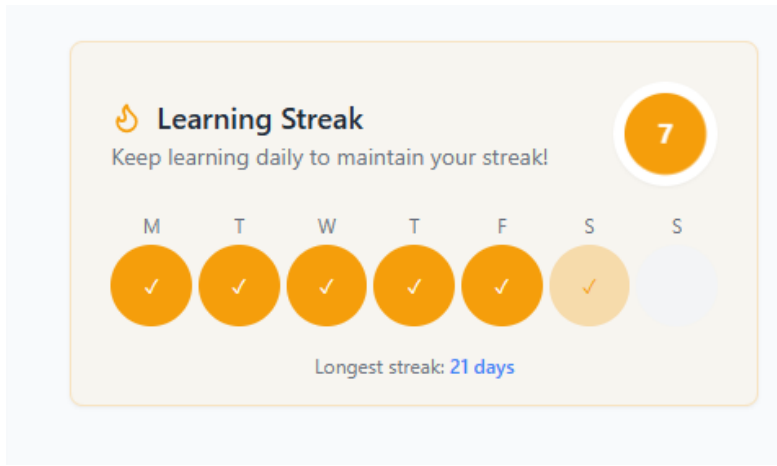 Learning Streak
7
Keep learning daily to maintain your streak!
M T W T F S S
✓ ✓ ✓ ✓ ✓ ✓
Longest streak: 21 days